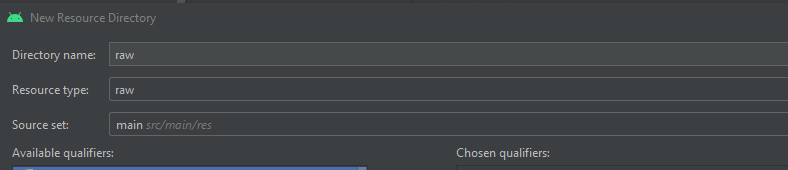 New Resource Directory
Directory name: raw
Resource type: raw
Source set: main src/main/res
Available qualifiers: Chosen qualifiers: